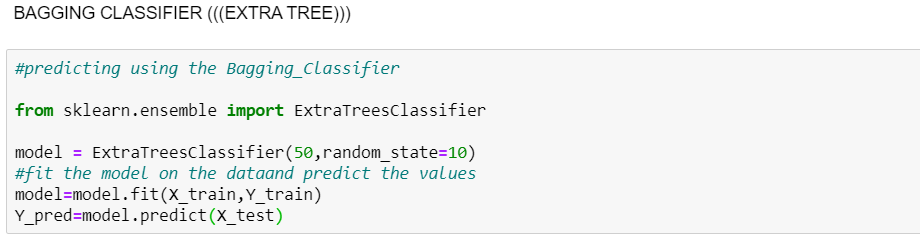 BAGGING CLASSIFIER (((EXTRA TREE)))
#predicting using the Bagging_Classifier
from sklearn.ensemble import ExtraTreesClassifier
model = ExtraTreesClassifier(50,random_state=10)
#fit the model on the dataand predict the values
model=model.fit(X_train,Y_train)
Y_pred=model.predict(X_test)